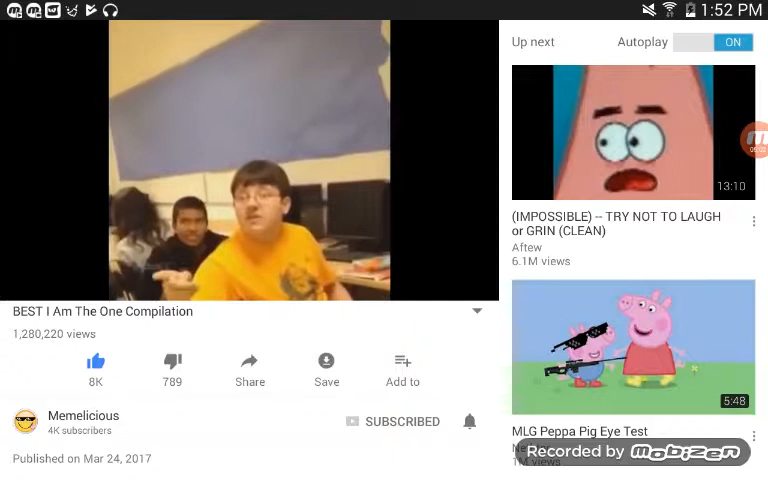 1:52 PM
Up next
Autoplay
ON
13:10
(IMPOSSIBLE) -- TRY NOT TO LAUGH
or GRIN (CLEAN)
Aftew
6.1M views
BEST I Am The One Compilation
1,280,220 views
8K
789
Share
Save
Add to
Memelicious
4K subscribers
SUBSCRIBED
Published on Mar 24, 2017
5:48
MLG Peppa Pig Eye Test
1M views
Recorded by mobizen